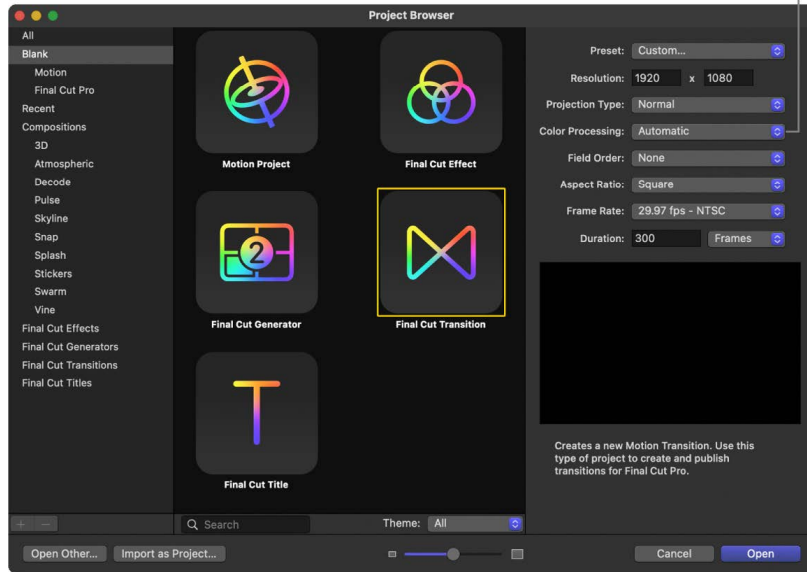 Project Browser
All
Blank
Motion
Final Cut Pro
Recent
Compositions
3D
Atmospheric
Decode
Pulse
Skyline
Snap
Splash
Stickers
Swarm
Vine
Final Cut Effects
Final Cut Generators
Final Cut Transitions
Final Cut Titles
Motion Project
Final Cut Effect
2
Final Cut Generator
Final Cut Transition
T
Final Cut Title
Search
Theme: All
Preset: Custom...
Resolution: 1920 x 1080
Projection Type: Normal
Color Processing: Automatic
Field Order: None
Aspect Ratio: Square
Frame Rate: 29.97 fps - NTSC
Duration: 300 Frames
Creates a new Motion Transition. Use this
type of project to create and publish
transitions for Final Cut Pro.
Open Other... Import as Project...
Cancel Open